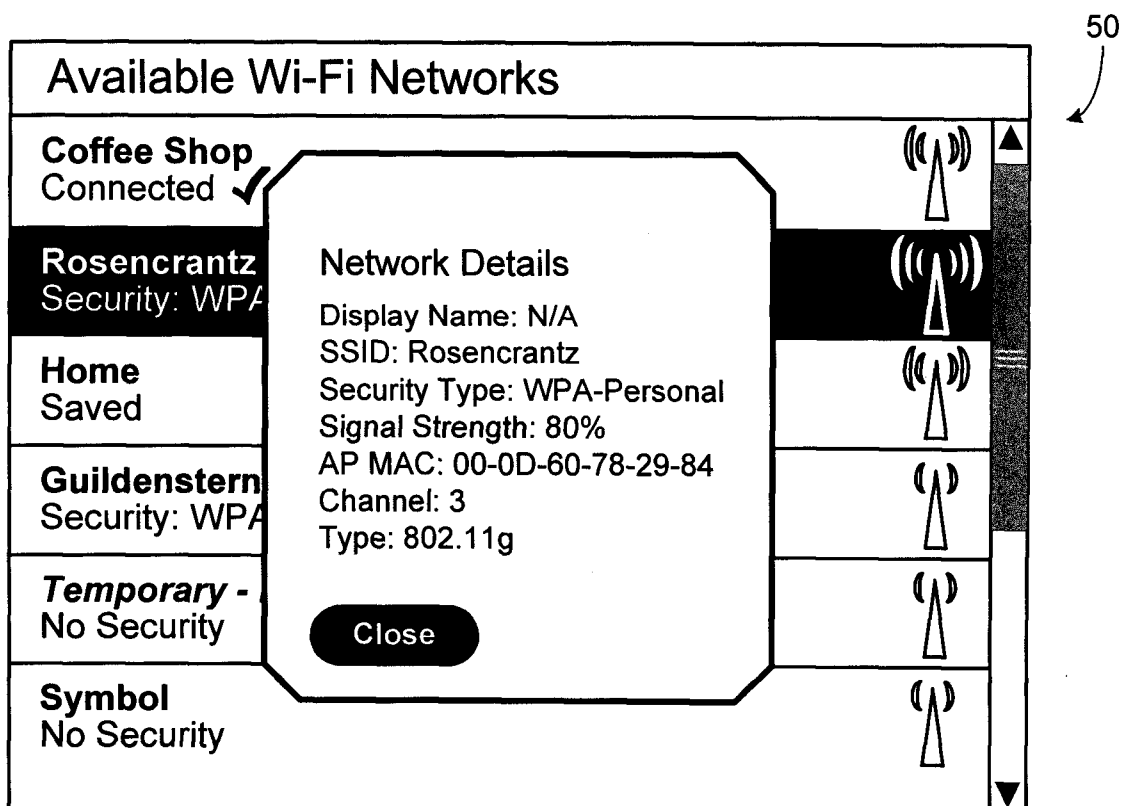 50
Available Wi-Fi Networks
Coffee Shop
Connected
Rosencrantz
Security: WPA
Home
Saved
Guildenstern
Security: WPA
Temporary -
No Security
Symbol
No Security
Network Details
Display Name: N/A
SSID: Rosencrantz
Security Type: WPA-Personal
Signal Strength: 80%
AP MAC: 00-0D-60-78-29-84
Channel: 3
Type: 802.11g
Close